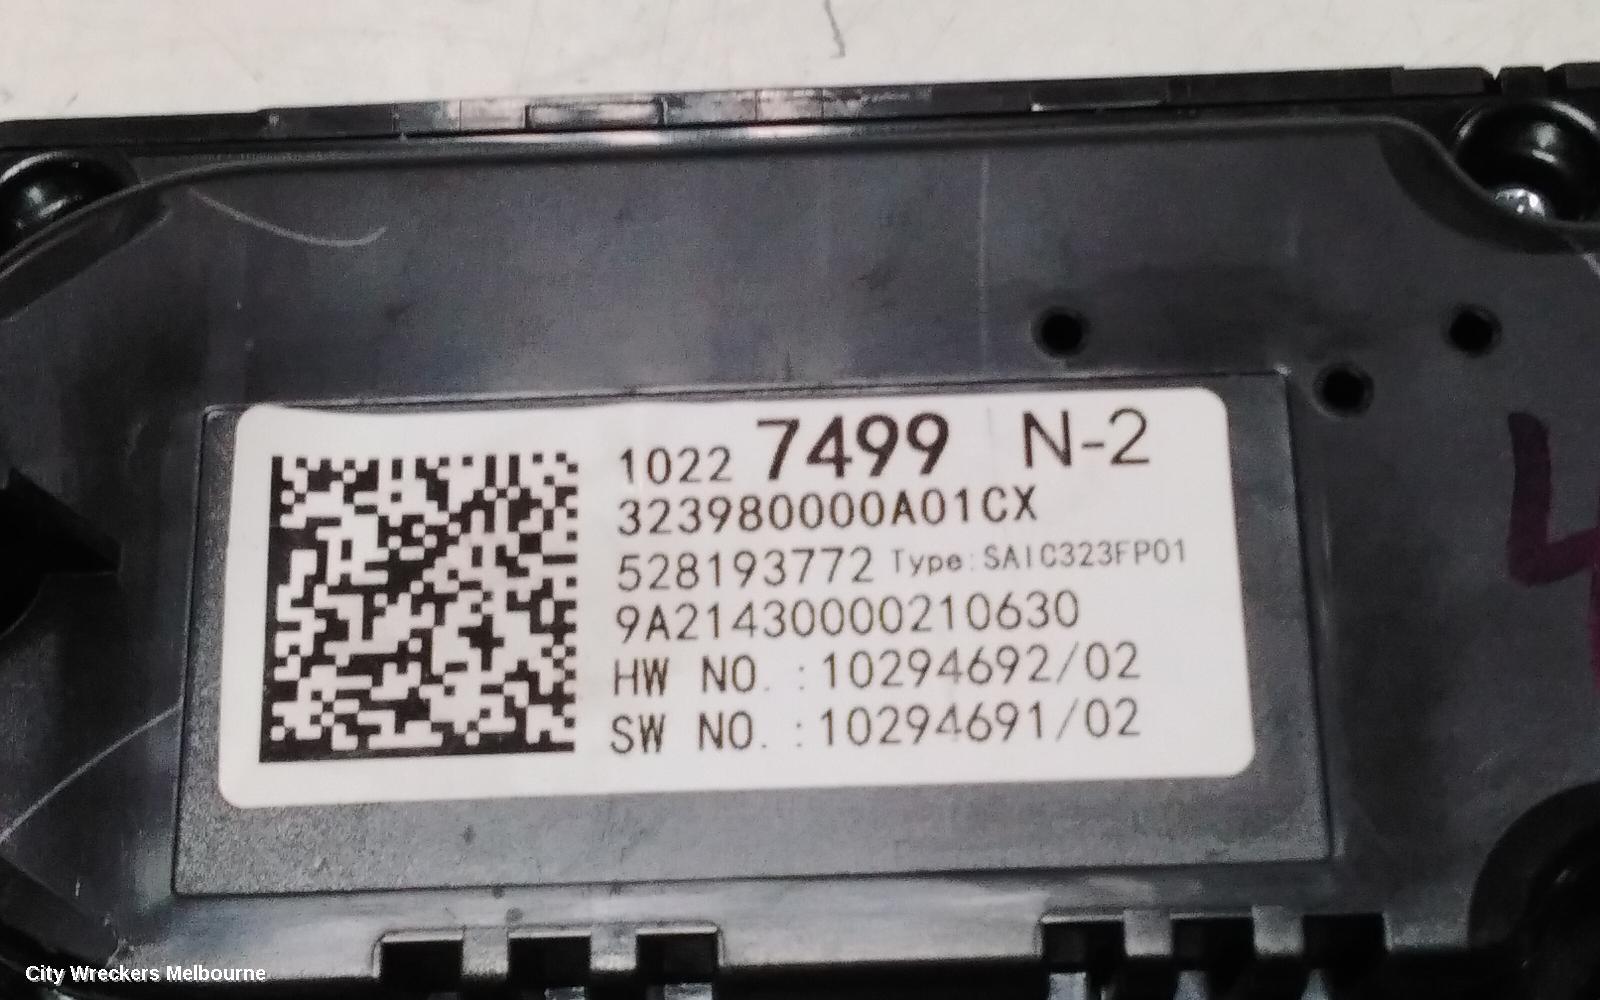 1022 7499 N-2
323980000A01CX
528193772 Type:SAIC323FP01
9A21430000210630
HW NO. :10294692/02
SW NO. :10294691/02
4
City Wreckers Melbourne